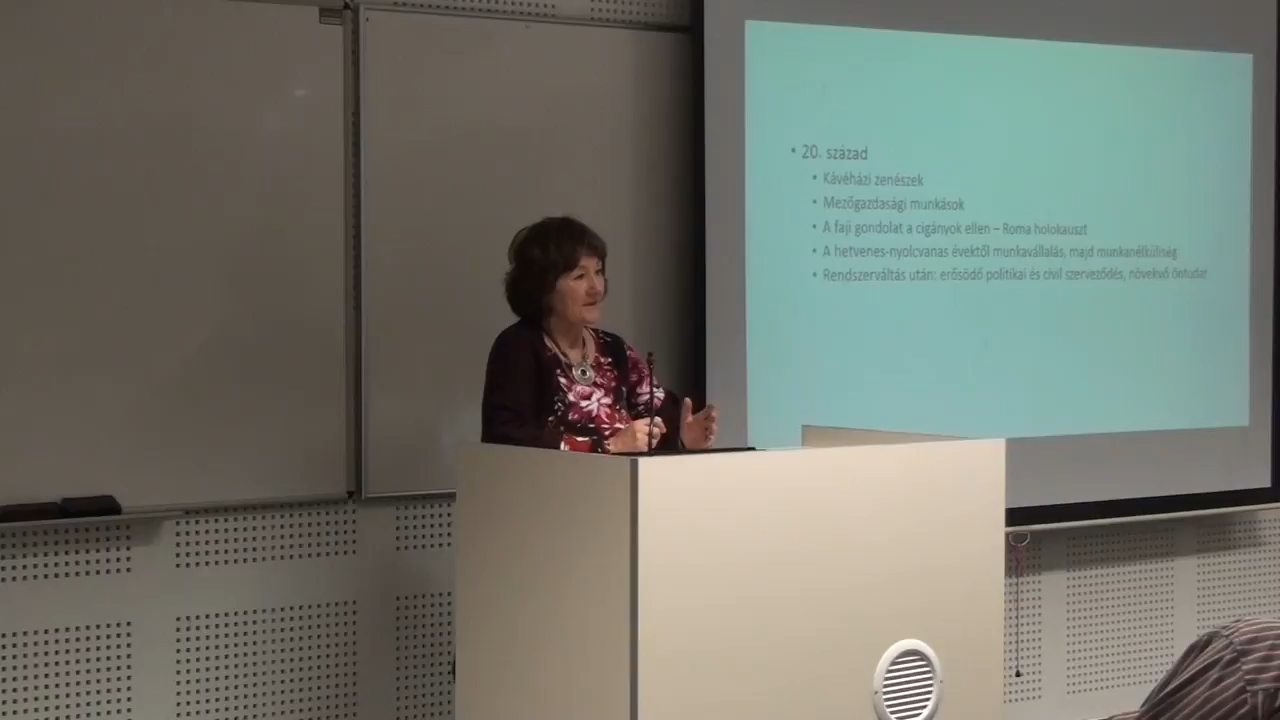 • 20. század
• Kávéházi zenészek
• Mezőgazdasági munkások
• A faji gondolat a cigányok ellen – Roma holokauszt
• A hetvenes-nyolcvanas évektől munkavállalás, majd munkanélküliség
• Rendszerváltás után: erősödő politikai és civil szerveződés, növekvő öntudat